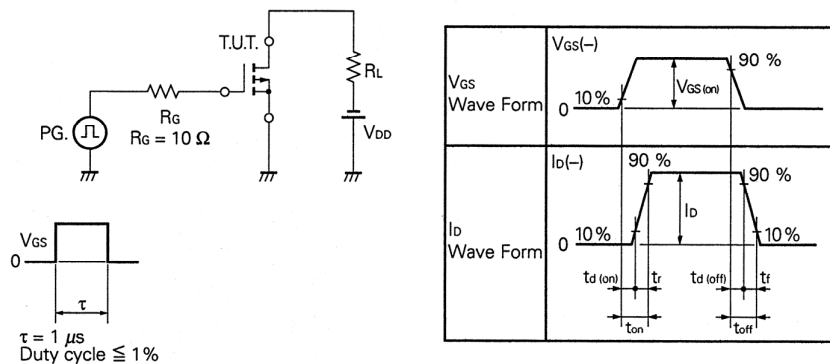 T.U.T.
RL
RG
RG = 10 Ω
PG.
VDD
VGS
0
τ
τ = 1 μs
Duty cycle ≦ 1%
VGS
Wave Form
VGS(−)
10 %
0
VGS (on)
90 %
ID
Wave Form
ID(−)
90 %
90 %
ID
10 %
0
10 %
td (on)
tr
td (off)
tf
ton
toff